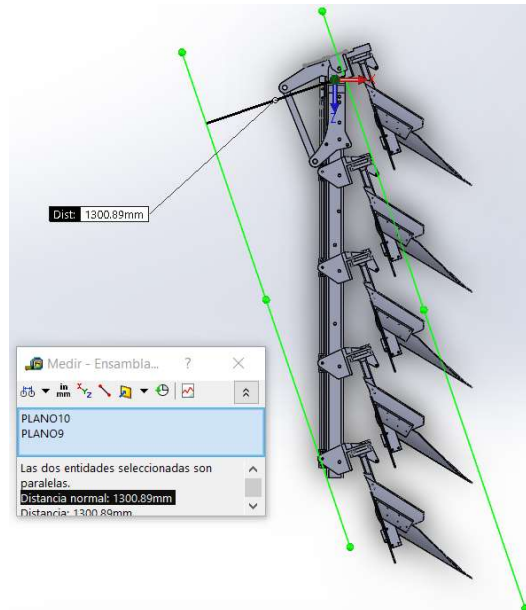 X
Z
Dist: 1300.89mm
Medir - Ensambla... ? ×
in
mm
XYZ
PLANO10
PLANO9
Las dos entidades seleccionadas son
paralelas.
Distancia normal: 1300.89mm
Distancia: 1300.89mm